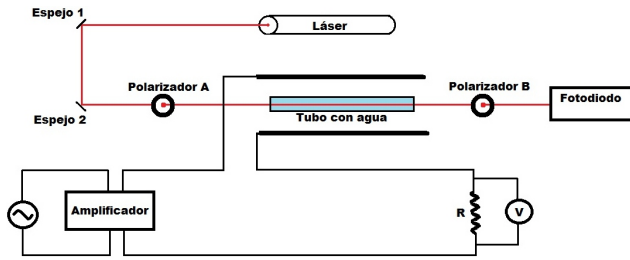 Espejo 1
Láser
Polarizador A
Polarizador B
Fotodiodo
Espejo 2
Tubo con agua
Amplificador
R
V